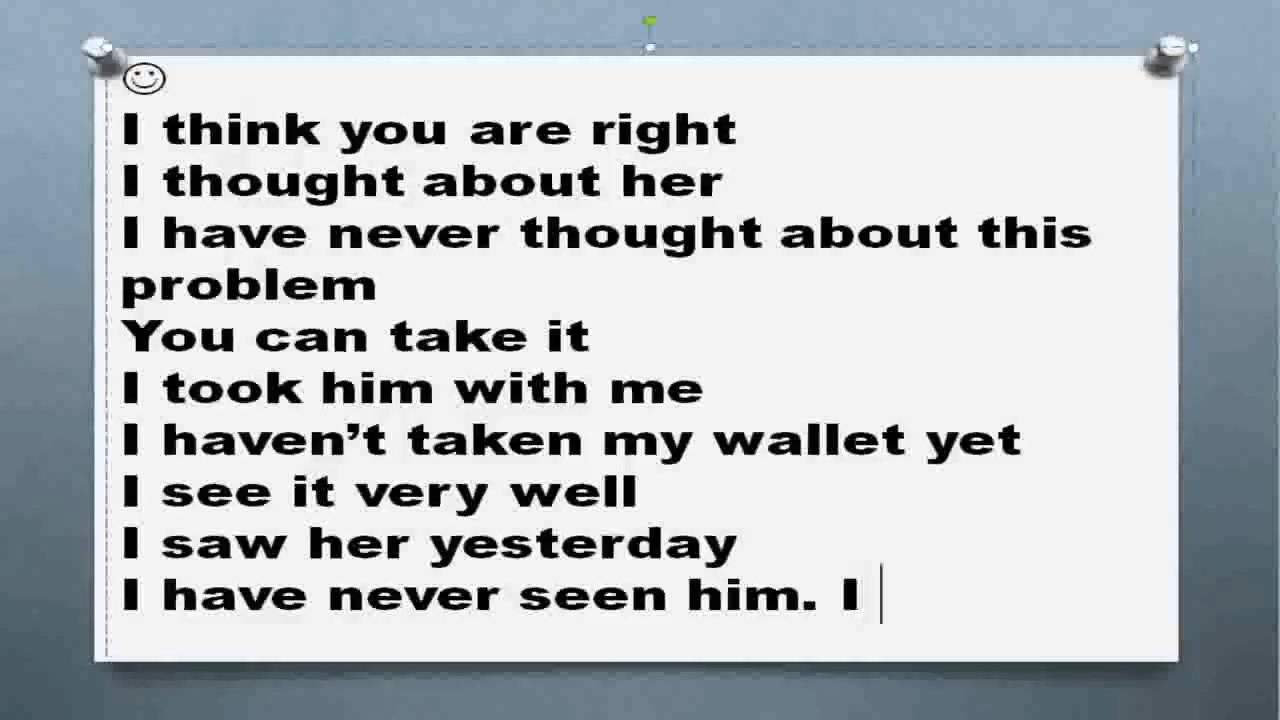 I think you are right
I thought about her
I have never thought about this
problem
You can take it
I took him with me
I haven’t taken my wallet yet
I see it very well
I saw her yesterday
I have never seen him. I